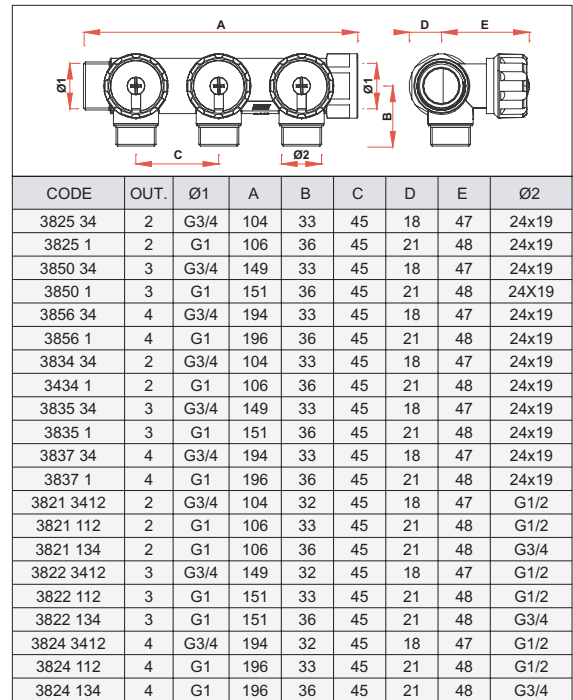 A
D
E
Ø1
Ø1
B
C
Ø2
CODE OUT. Ø1 A B C D E Ø2
3825 34 2 G3/4 104 33 45 18 47 24x19
3825 1 2 G1 106 36 45 21 48 24x19
3850 34 3 G3/4 149 33 45 18 47 24x19
3850 1 3 G1 151 36 45 21 48 24X19
3856 34 4 G3/4 194 33 45 18 47 24x19
3856 1 4 G1 196 36 45 21 48 24x19
3834 34 2 G3/4 104 33 45 18 47 24x19
3434 1 2 G1 106 36 45 21 48 24x19
3835 34 3 G3/4 149 33 45 18 47 24x19
3835 1 3 G1 151 36 45 21 48 24x19
3837 34 4 G3/4 194 33 45 18 47 24x19
3837 1 4 G1 196 36 45 21 48 24x19
3821 3412 2 G3/4 104 32 45 18 47 G1/2
3821 112 2 G1 106 33 45 21 48 G1/2
3821 134 2 G1 106 36 45 21 48 G3/4
3822 3412 3 G3/4 149 32 45 18 47 G1/2
3822 112 3 G1 151 33 45 21 48 G1/2
3822 134 3 G1 151 36 45 21 48 G3/4
3824 3412 4 G3/4 194 32 45 18 47 G1/2
3824 112 4 G1 196 33 45 21 48 G1/2
3824 134 4 G1 196 36 45 21 48 G3/4